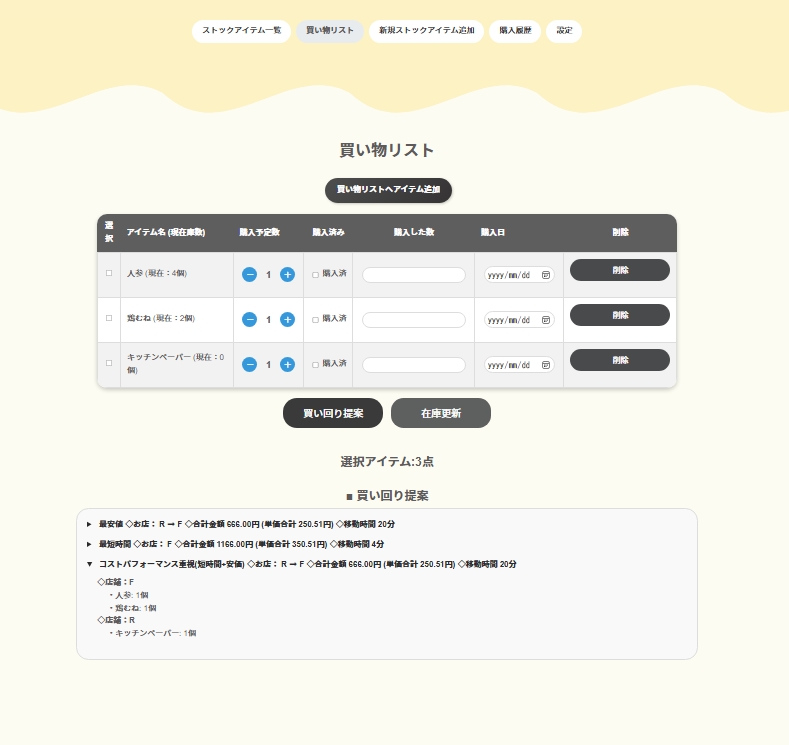 ストックアイテム一覧 買い物リスト 新規ストックアイテム追加 購入履歴 設定
買い物リスト
買い物リストへアイテム追加
選択 アイテム名 (現在庫数) 購入予定数 購入済み 購入した数 購入日 削除
人参 (現在：4個) 1 購入済 yyyy/mm/dd 削除
鶏むね (現在：2個) 1 購入済 yyyy/mm/dd 削除
キッチンペーパー (現在：0個) 1 購入済 yyyy/mm/dd 削除
買い回り提案 在庫更新
選択アイテム:3点
■ 買い回り提案
▶ 最安値 ◇お店： R → F ◇合計金額 666.00円 (単価合計 250.51円) ◇移動時間 20分
▶ 最短時間 ◇お店： F ◇合計金額 1166.00円 (単価合計 350.51円) ◇移動時間 4分
▼ コストパフォーマンス重視(短時間+安価) ◇お店： R → F ◇合計金額 666.00円 (単価合計 250.51円) ◇移動時間 20分
◇店舗：F
・人参: 1個
・鶏むね: 1個
◇店舗：R
・キッチンペーパー: 1個